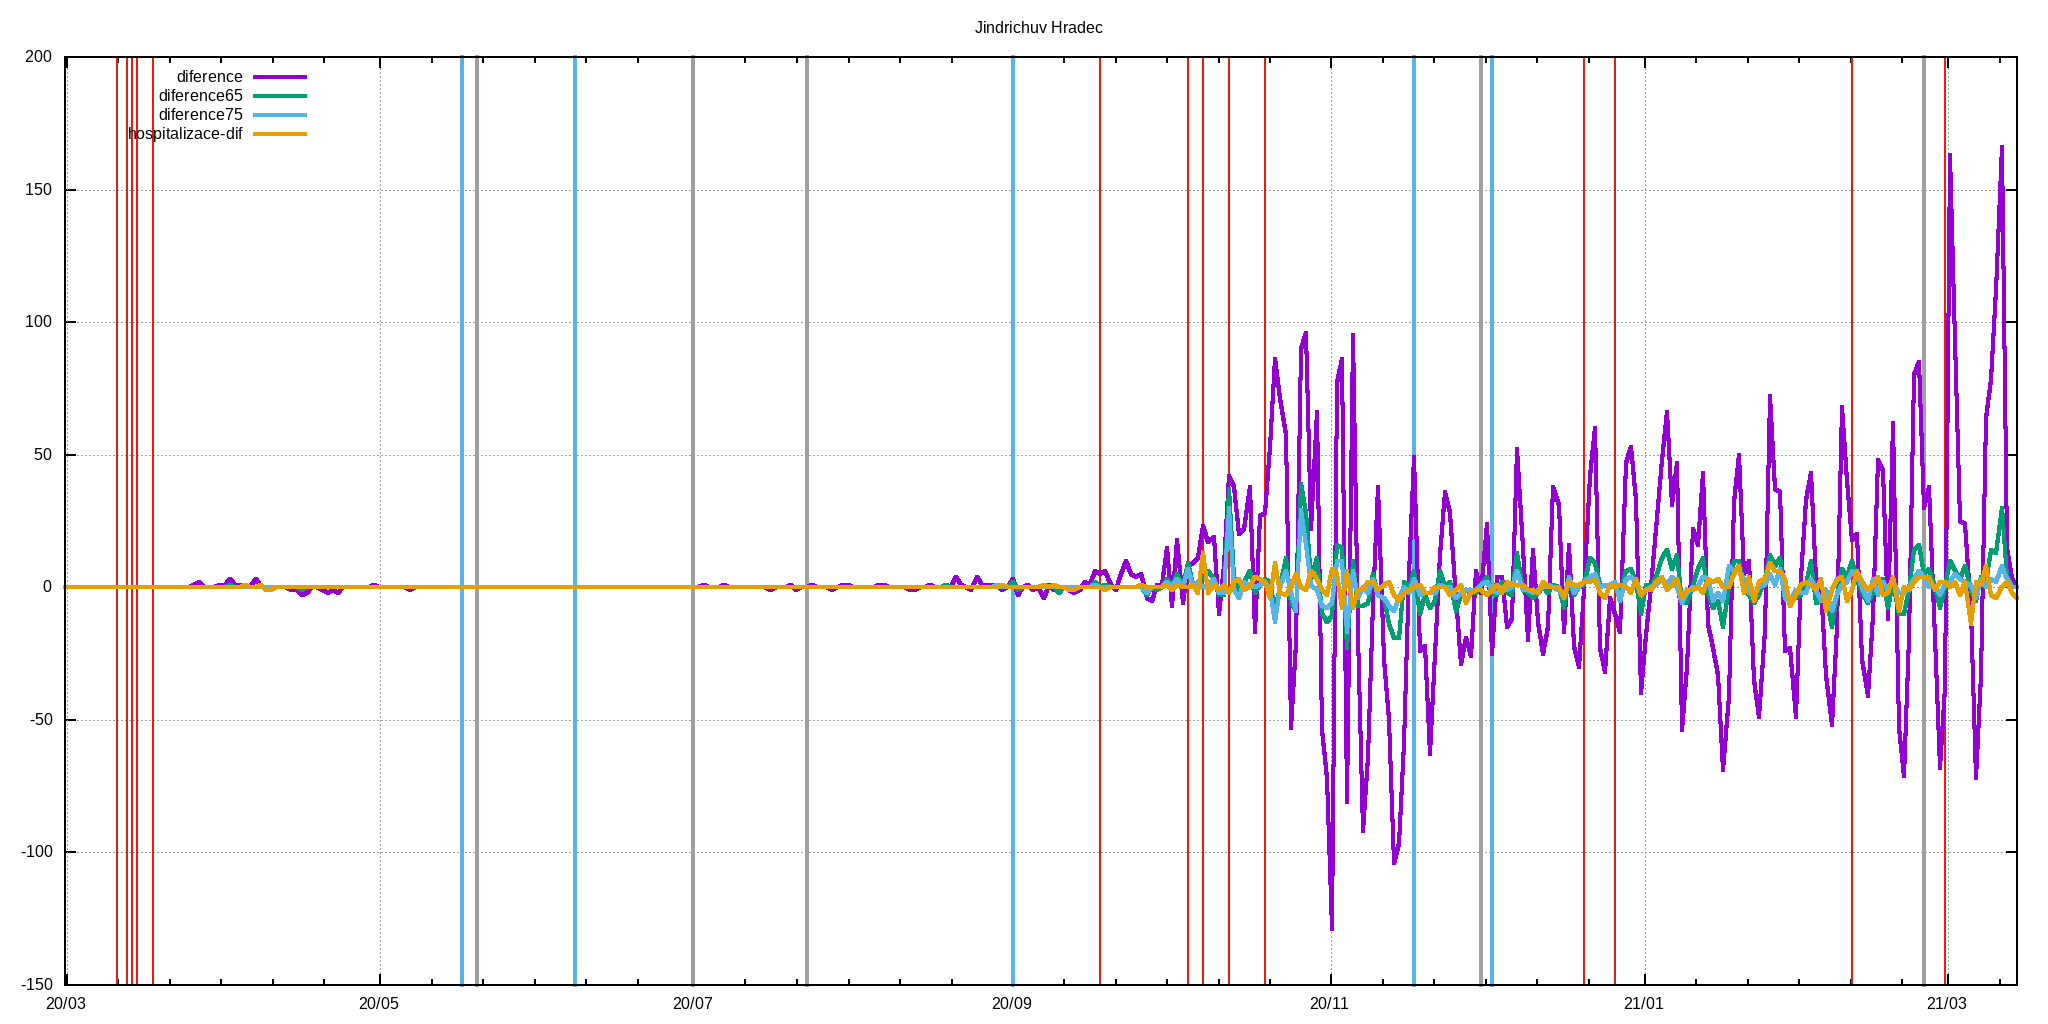 Jindrichuv Hradec
200
150
100
50
0
-50
-100
-150
diference
diference65
diference75
hospitalizace-dif
20/03 20/05 20/07 20/09 20/11 21/01 21/03